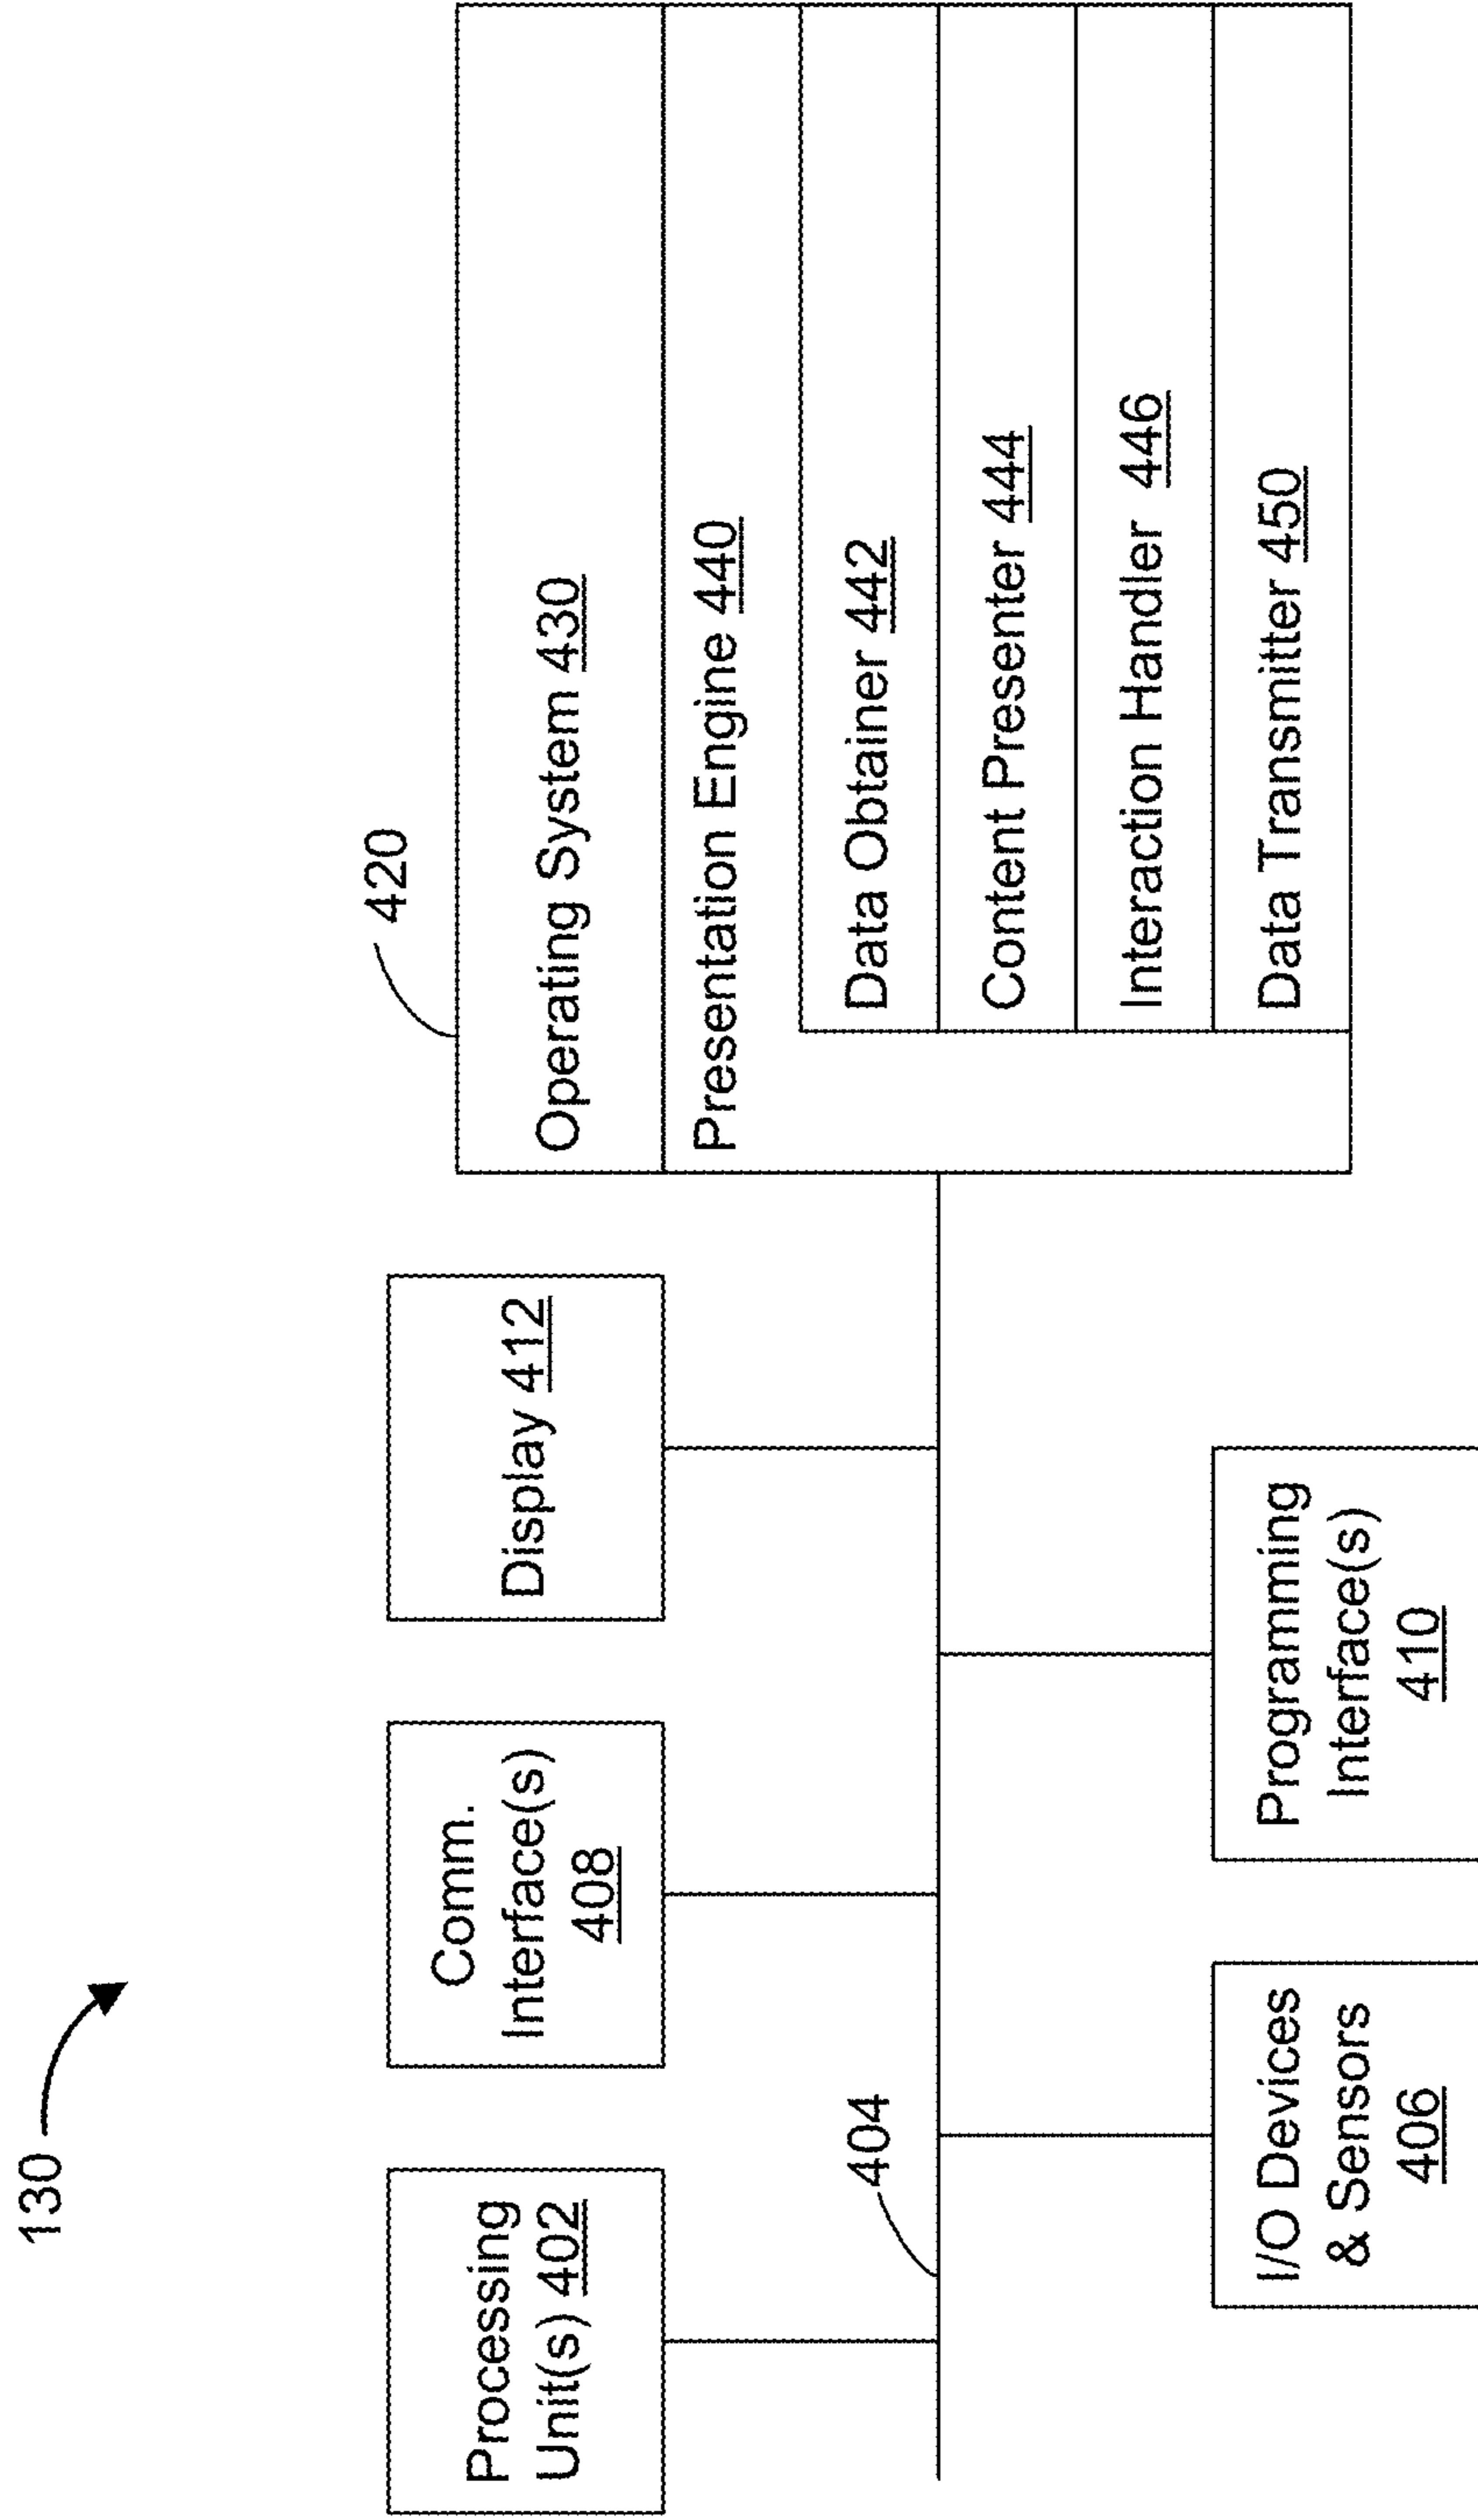 130
Processing
Unit(s) 402
Comm.
Interface(s)
408
Display 412
404
I/O Devices
& Sensors
406
Programming
Interface(s)
410
420
Operating System 430
Presentation Engine 440
Data Obtainer 442
Content Presenter 444
Interaction Handler 446
Data Transmitter 450